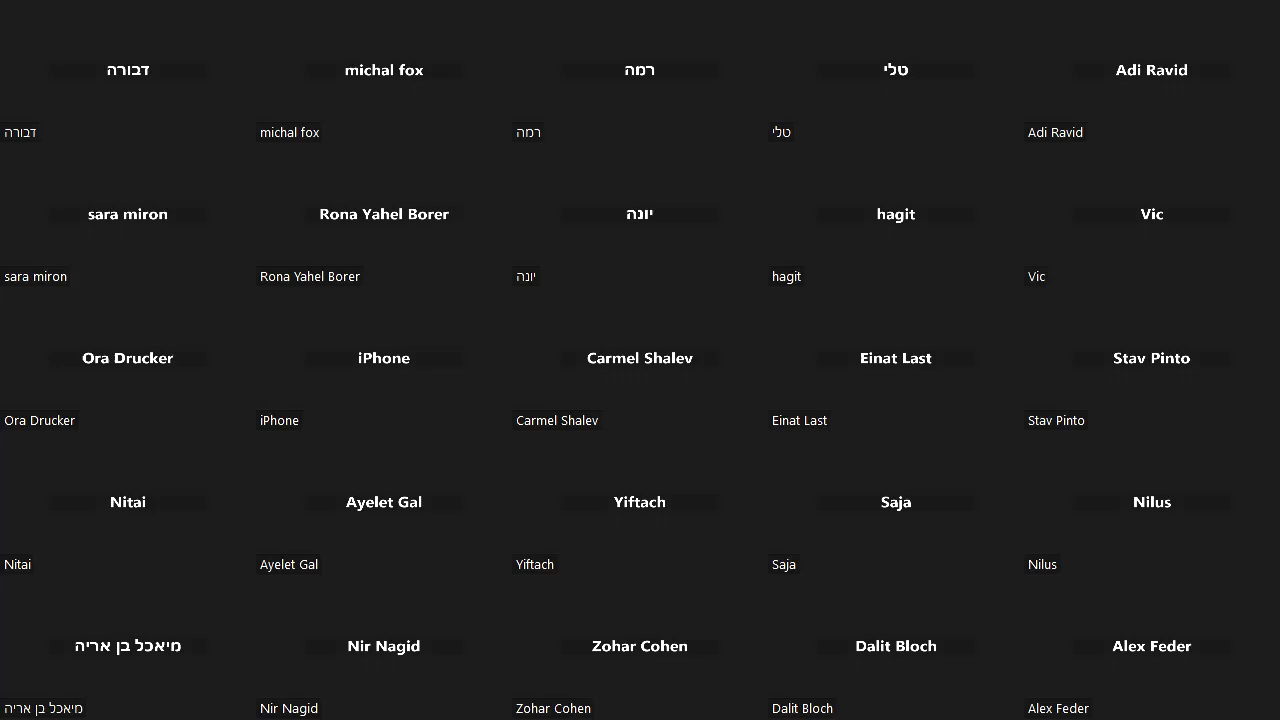 דבורה michal fox רמה טלי Adi Ravid
דבורה michal fox רמה טלי Adi Ravid
sara miron Rona Yahel Borer יונה hagit Vic
sara miron Rona Yahel Borer יונה hagit Vic
Ora Drucker iPhone Carmel Shalev Einat Last Stav Pinto
Ora Drucker iPhone Carmel Shalev Einat Last Stav Pinto
Nitai Ayelet Gal Yiftach Saja Nilus
Nitai Ayelet Gal Yiftach Saja Nilus
מיאכל בן אריה Nir Nagid Zohar Cohen Dalit Bloch Alex Feder
מיאכל בן אריה Nir Nagid Zohar Cohen Dalit Bloch Alex Feder